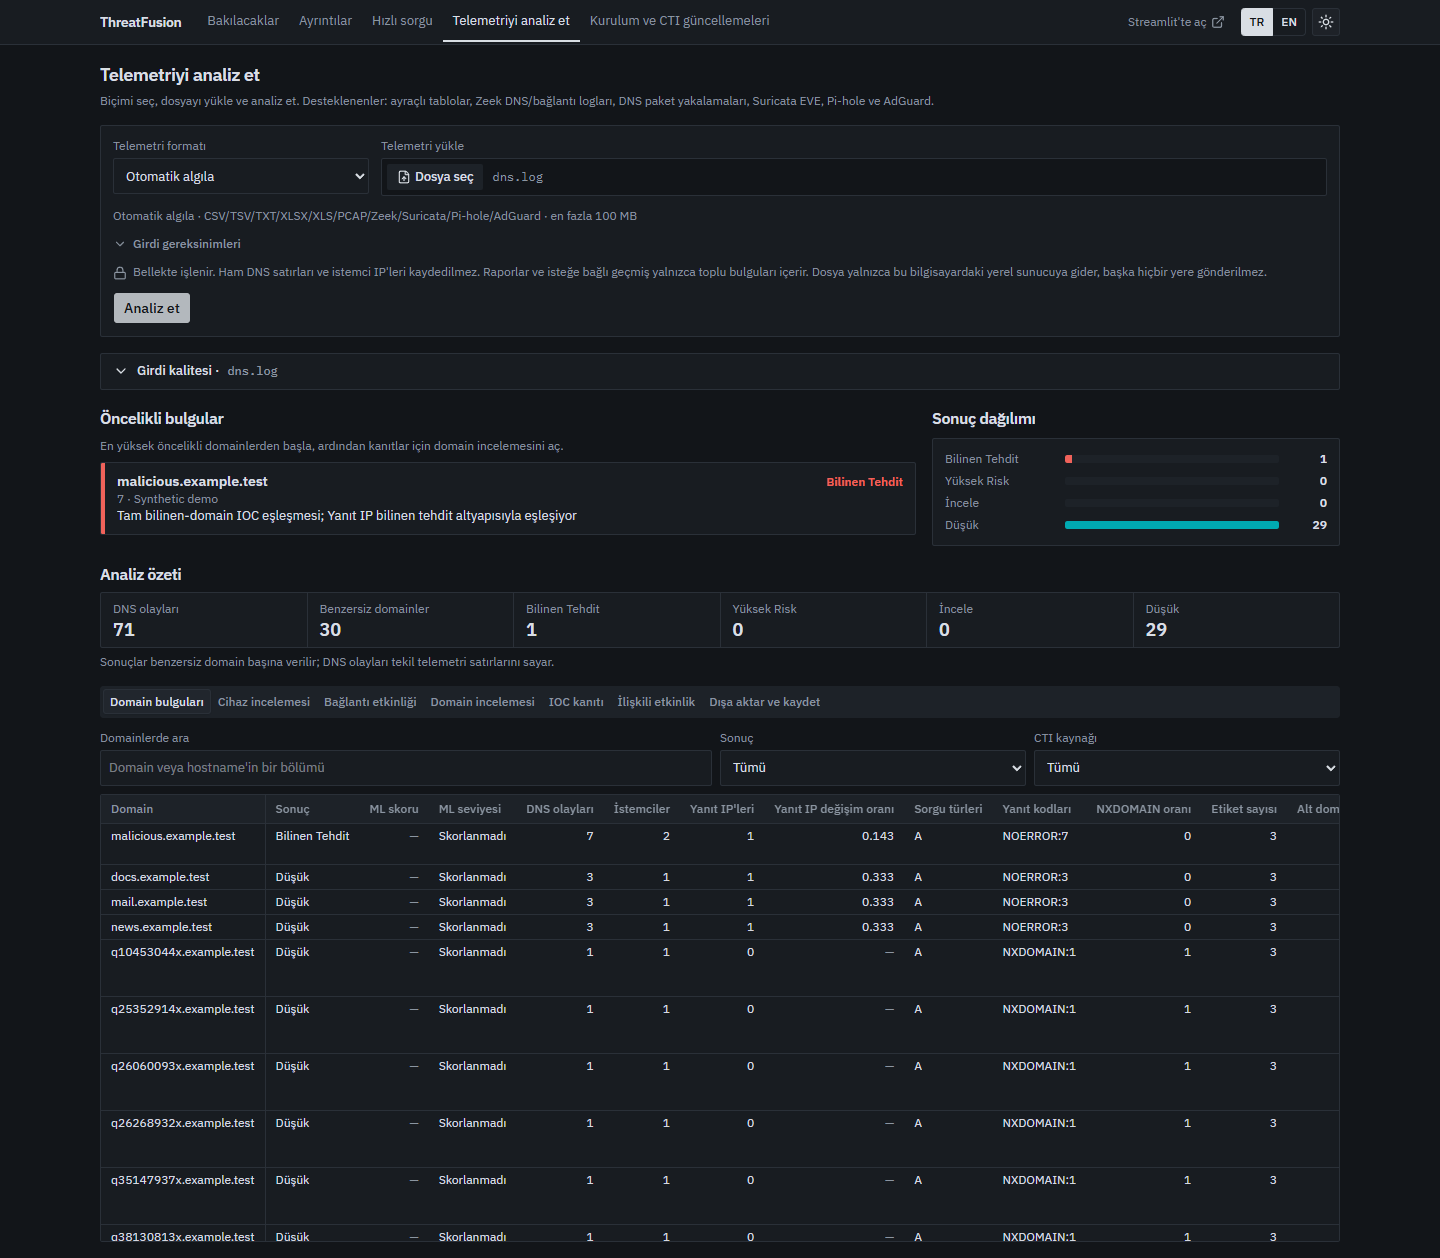 ThreatFusion Bakılacaklar Ayrıntılar Hızlı sorgu Telemetriyi analiz et Kurulum ve CTI güncellemeleri Streamlit'te aç TR EN
Telemetriyi analiz et
Biçimi seç, dosyayı yükle ve analiz et. Desteklenenler: ayraçlı tablolar, Zeek DNS/bağlantı logları, DNS paket yakalamaları, Suricata EVE, Pi-hole ve AdGuard.
Telemetri formatı Telemetri yükle
Otomatik algıla Dosya seç dns.log
Otomatik algıla · CSV/TSV/TXT/XLSX/XLS/PCAP/Zeek/Suricata/Pi-hole/AdGuard · en fazla 100 MB
Girdi gereksinimleri
Bellekte işlenir. Ham DNS satırları ve istemci IP'leri kaydedilmez. Raporlar ve isteğe bağlı geçmiş yalnızca toplu bulguları içerir. Dosya yalnızca bu bilgisayardaki yerel sunucuya gider, başka hiçbir yere gönderilmez.
Analiz et
Girdi kalitesi · dns.log
Öncelikli bulgular
En yüksek öncelikli domainlerden başla, ardından kanıtlar için domain incelemesini aç.
malicious.example.test Bilinen Tehdit
7 · Synthetic demo
Tam bilinen-domain IOC eşleşmesi; Yanıt IP bilinen tehdit altyapısıyla eşleşiyor
Sonuç dağılımı
Bilinen Tehdit 1
Yüksek Risk 0
İncele 0
Düşük 29
Analiz özeti
DNS olayları Benzersiz domainler Bilinen Tehdit Yüksek Risk İncele Düşük
71 30 1 0 0 29
Sonuçlar benzersiz domain başına verilir; DNS olayları tekil telemetri satırlarını sayar.
Domain bulguları Cihaz incelemesi Bağlantı etkinliği Domain incelemesi IOC kanıtı İlişkili etkinlik Dışa aktar ve kaydet
Domainlerde ara Sonuç CTI kaynağı
Domain veya hostname'in bir bölümü Tümü Tümü
Domain Sonuç ML skoru ML seviyesi DNS olayları İstemciler Yanıt IP'leri Yanıt IP değişim oranı Sorgu türleri Yanıt kodları NXDOMAIN oranı Etiket sayısı Alt dom
malicious.example.test Bilinen Tehdit — Skorlanmadı 7 2 1 0.143 A NOERROR:7 0 3
docs.example.test Düşük — Skorlanmadı 3 1 1 0.333 A NOERROR:3 0 3
mail.example.test Düşük — Skorlanmadı 3 1 1 0.333 A NOERROR:3 0 3
news.example.test Düşük — Skorlanmadı 3 1 1 0.333 A NOERROR:3 0 3
q10453044x.example.test Düşük — Skorlanmadı 1 1 0 — A NXDOMAIN:1 1 3
q25352914x.example.test Düşük — Skorlanmadı 1 1 0 — A NXDOMAIN:1 1 3
q26060093x.example.test Düşük — Skorlanmadı 1 1 0 — A NXDOMAIN:1 1 3
q26268932x.example.test Düşük — Skorlanmadı 1 1 0 — A NXDOMAIN:1 1 3
q35147937x.example.test Düşük — Skorlanmadı 1 1 0 — A NXDOMAIN:1 1 3
q38130813x.example.test Düşük — Skorlanmadı 1 1 0 — A NXDOMAIN:1 1 3